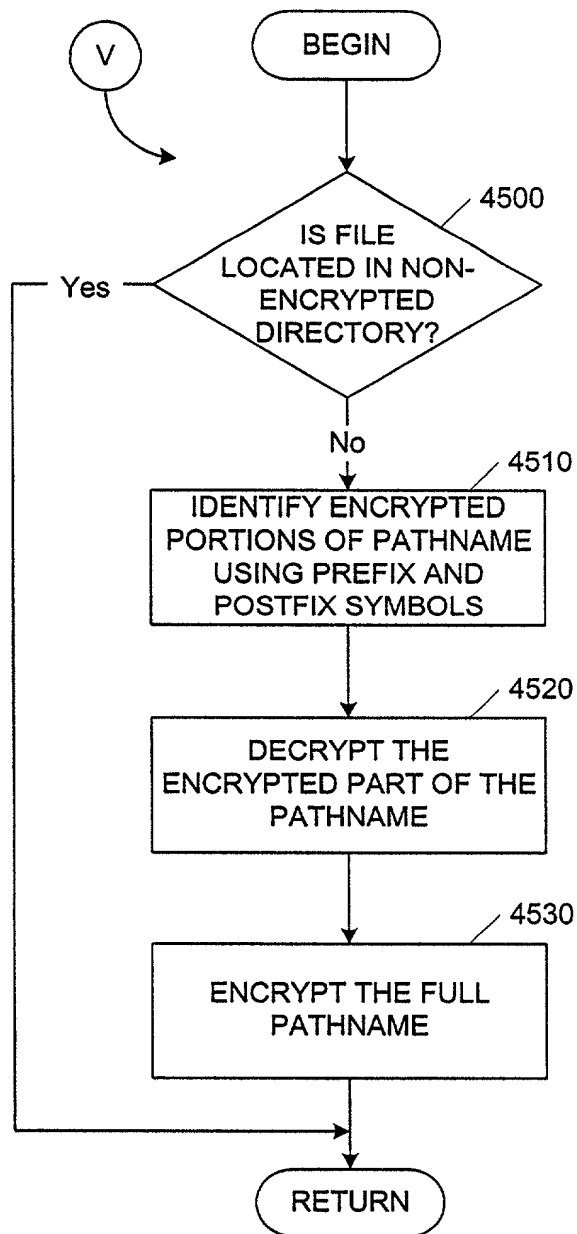 V
BEGIN
4500
IS FILE
LOCATED IN NON-
ENCRYPTED
DIRECTORY?
Yes
No
4510
IDENTIFY ENCRYPTED
PORTIONS OF PATHNAME
USING PREFIX AND
POSTFIX SYMBOLS
4520
DECRYPT THE
ENCRYPTED PART OF THE
PATHNAME
4530
ENCRYPT THE FULL
PATHNAME
RETURN